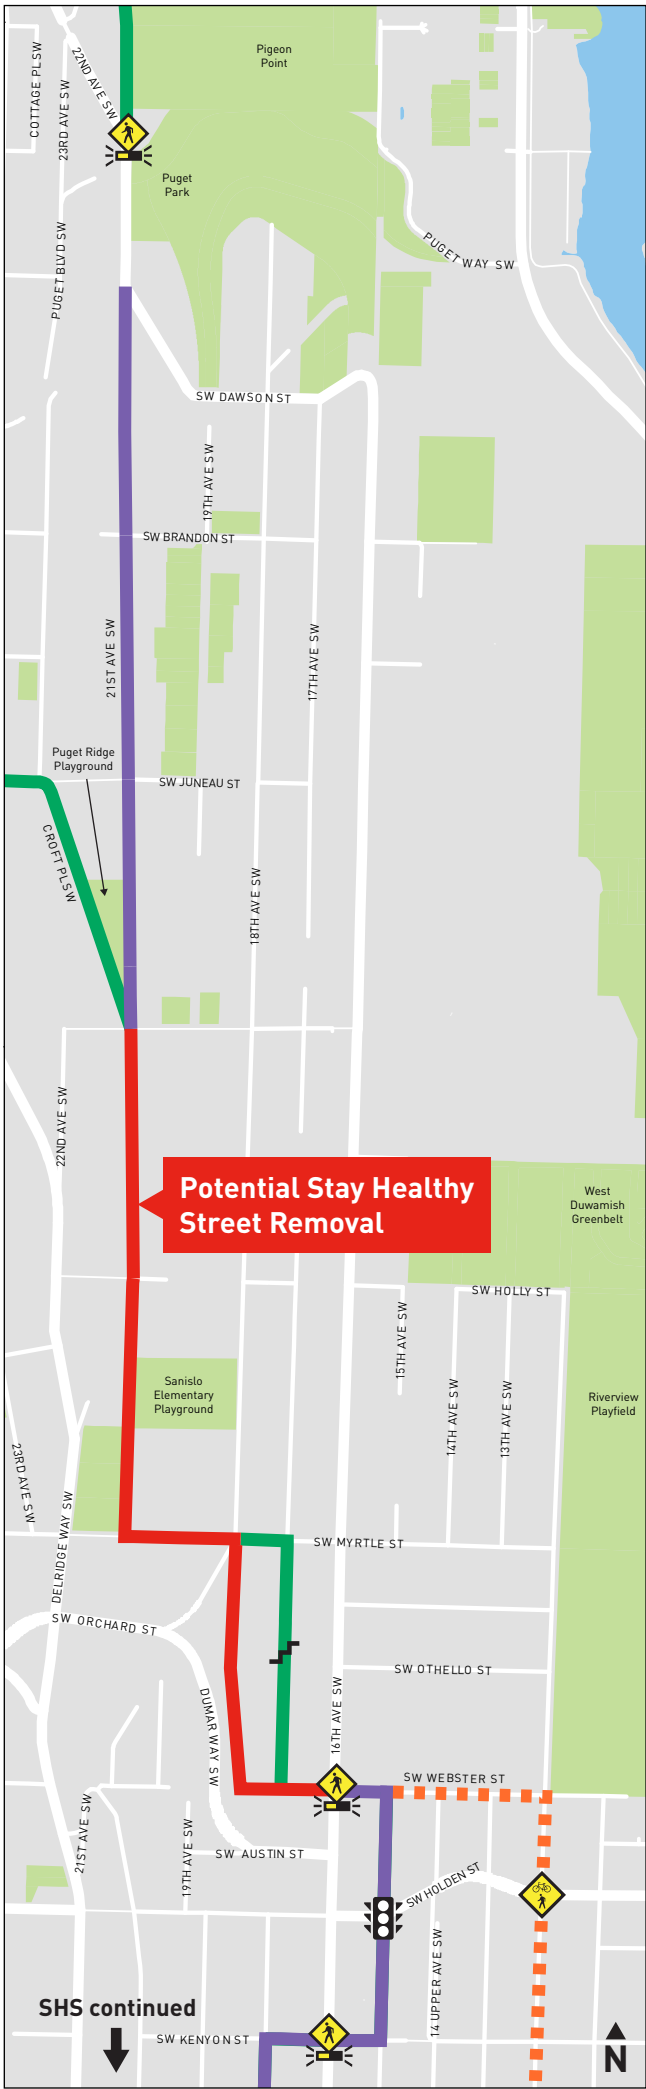 COTTAGE PL SW
23RD AVE SW
22ND AVE SW
Pigeon
Point
Puget
Park
PUGET BLVD SW
PUGET WAY SW
SW DAWSON ST
19TH AVE SW
SW BRANDON ST
21ST AVE SW
17TH AVE SW
Puget Ridge
Playground
SW JUNEAU ST
CROFT PL SW
18TH AVE SW
22ND AVE SW
Potential Stay Healthy
Street Removal
West
Duwamish
Greenbelt
SW HOLLY ST
15TH AVE SW
Sanislo
Elementary
Playground
14TH AVE SW
13TH AVE SW
Riverview
Playfield
23RD AVE SW
DELRIDGE WAY SW
SW MYRTLE ST
SW ORCHARD ST
SW OTHELLO ST
DUMAR WAY SW
16TH AVE SW
SW WEBSTER ST
21ST AVE SW
19TH AVE SW
SW AUSTIN ST
SW HOLDEN ST
14 UPPER AVE SW
SHS continued
SW KENYON ST
N